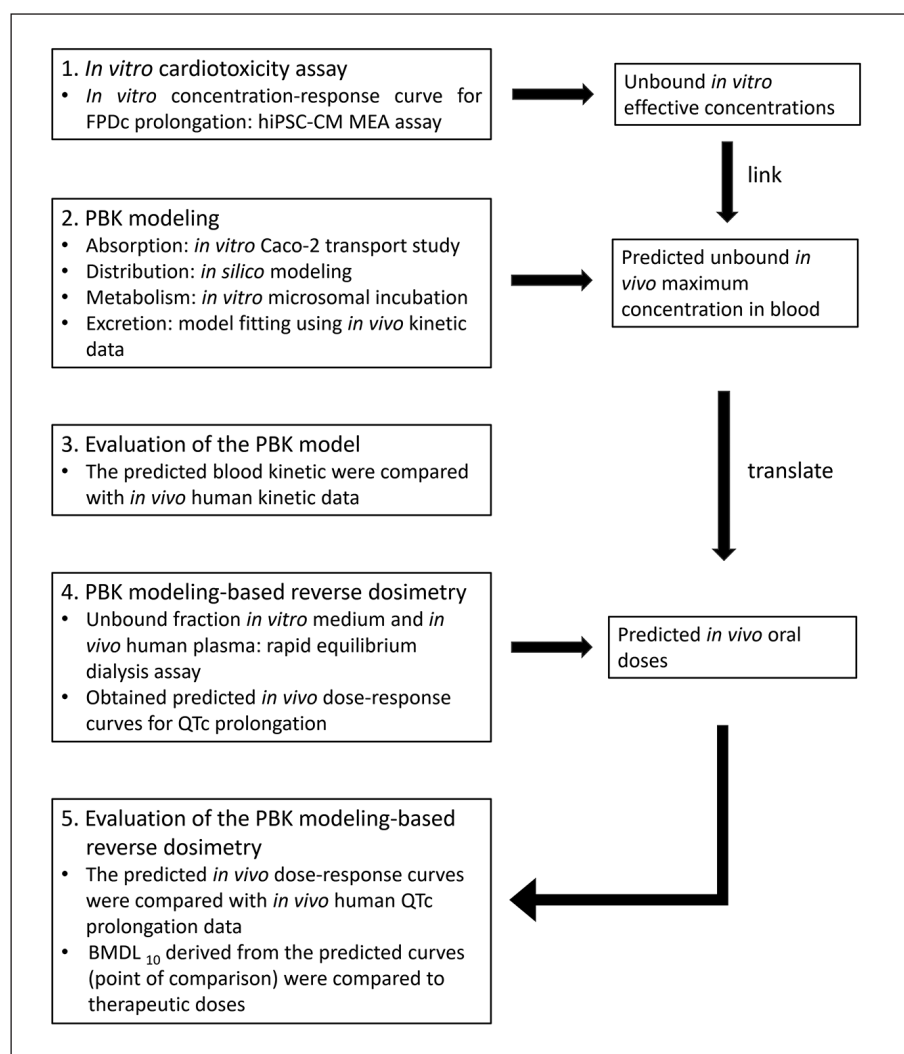 1. In vitro cardiotoxicity assay
• In vitro concentration-response curve for
FPDc prolongation: hiPSC-CM MEA assay
Unbound in vitro
effective concentrations
link
2. PBK modeling
• Absorption: in vitro Caco-2 transport study
• Distribution: in silico modeling
• Metabolism: in vitro microsomal incubation
• Excretion: model fitting using in vivo kinetic
data
Predicted unbound in
vivo maximum
concentration in blood
3. Evaluation of the PBK model
• The predicted blood kinetic were compared
with in vivo human kinetic data
translate
4. PBK modeling-based reverse dosimetry
• Unbound fraction in vitro medium and in
vivo human plasma: rapid equilibrium
dialysis assay
• Obtained predicted in vivo dose-response
curves for QTc prolongation
Predicted in vivo oral
doses
5. Evaluation of the PBK modeling-based
reverse dosimetry
• The predicted in vivo dose-response curves
were compared with in vivo human QTc
prolongation data
• BMDL 10 derived from the predicted curves
(point of comparison) were compared to
therapeutic doses